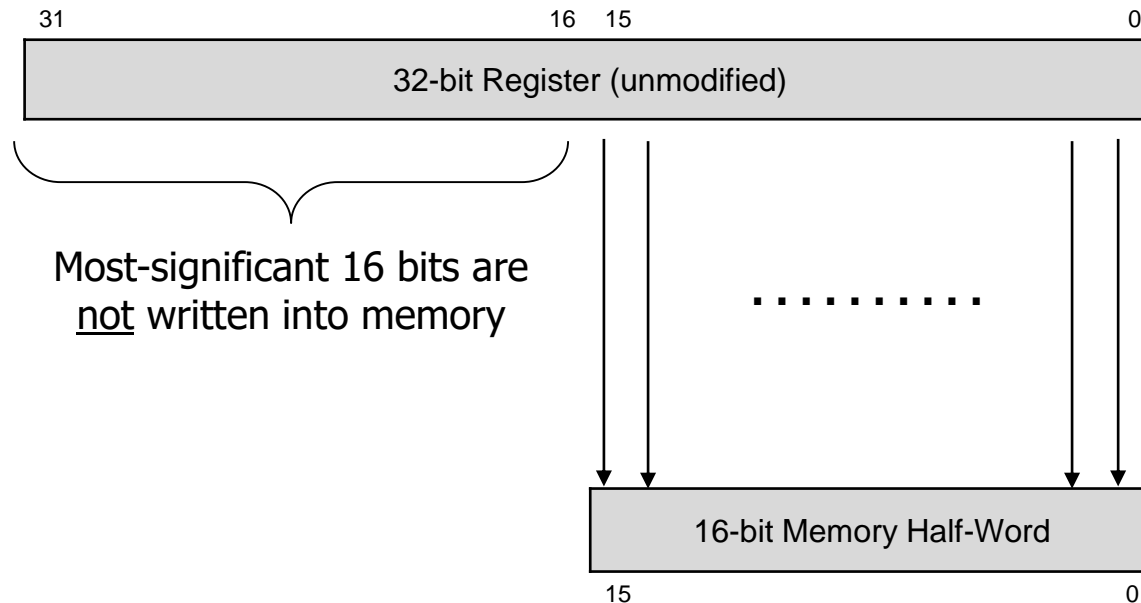 31 16 15 0
32-bit Register (unmodified)
Most-significant 16 bits are
not written into memory
..........
16-bit Memory Half-Word
15 0